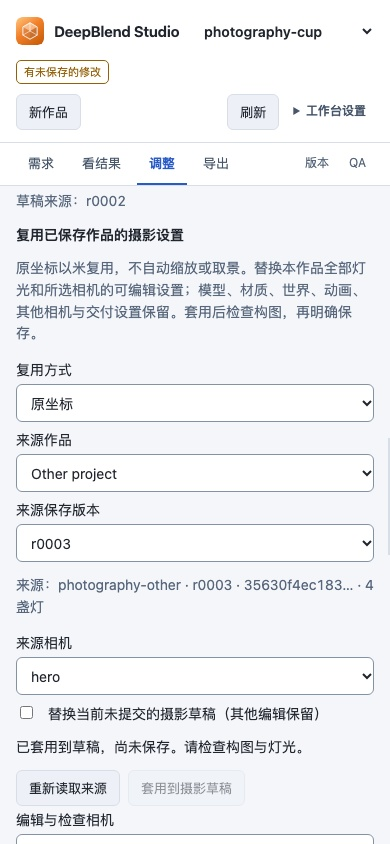 DeepBlend Studio photography-cup
有未保存的修改
新作品 刷新 ▶ 工作台设置
需求 看结果 调整 导出 版本 QA
草稿来源：r0002
复用已保存作品的摄影设置
原坐标以米复用，不自动缩放或取景。替换本作品全部灯
光和所选相机的可编辑设置；模型、材质、世界、动画、
其他相机与交付设置保留。套用后检查构图，再明确保
存。
复用方式
原坐标
来源作品
Other project
来源保存版本
r0003
来源：photography-other · r0003 · 35630f4ec183… · 4
盏灯
来源相机
hero
替换当前未提交的摄影草稿（其他编辑保留）
已套用到草稿，尚未保存。请检查构图与灯光。
重新读取来源 套用到摄影草稿
编辑与检查相机